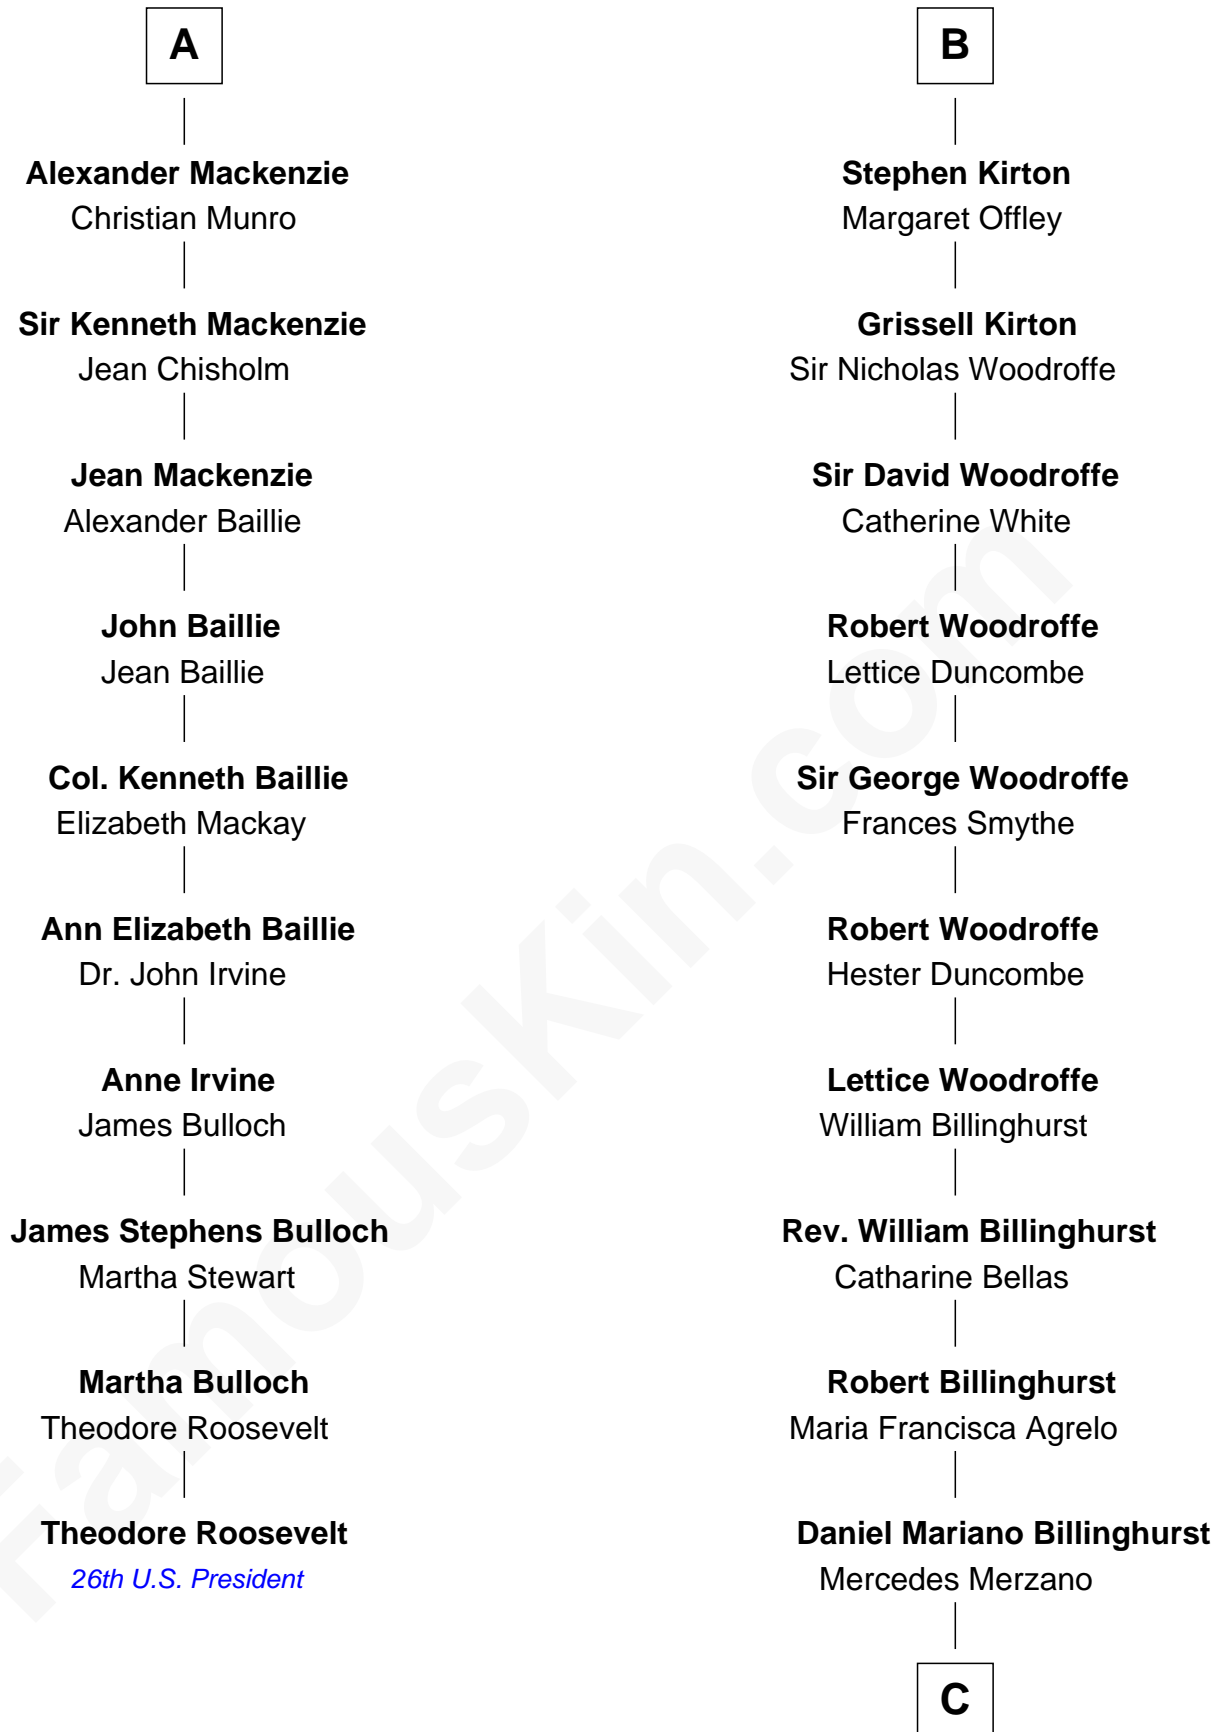 A
Alexander Mackenzie
Christian Munro
Sir Kenneth Mackenzie
Jean Chisholm
Jean Mackenzie
Alexander Baillie
John Baillie
Jean Baillie
Col. Kenneth Baillie
Elizabeth Mackay
Ann Elizabeth Baillie
Dr. John Irvine
Anne Irvine
James Bulloch
James Stephens Bulloch
Martha Stewart
Martha Bulloch
Theodore Roosevelt
Theodore Roosevelt
26th U.S. President
B
Stephen Kirton
Margaret Offley
Grissell Kirton
Sir Nicholas Woodroffe
Sir David Woodroffe
Catherine White
Robert Woodroffe
Lettice Duncombe
Sir George Woodroffe
Frances Smythe
Robert Woodroffe
Hester Duncombe
Lettice Woodroffe
William Billinghurst
Rev. William Billinghurst
Catharine Bellas
Robert Billinghurst
Maria Francisca Agrelo
Daniel Mariano Billinghurst
Mercedes Merzano
C
FamousKin.com